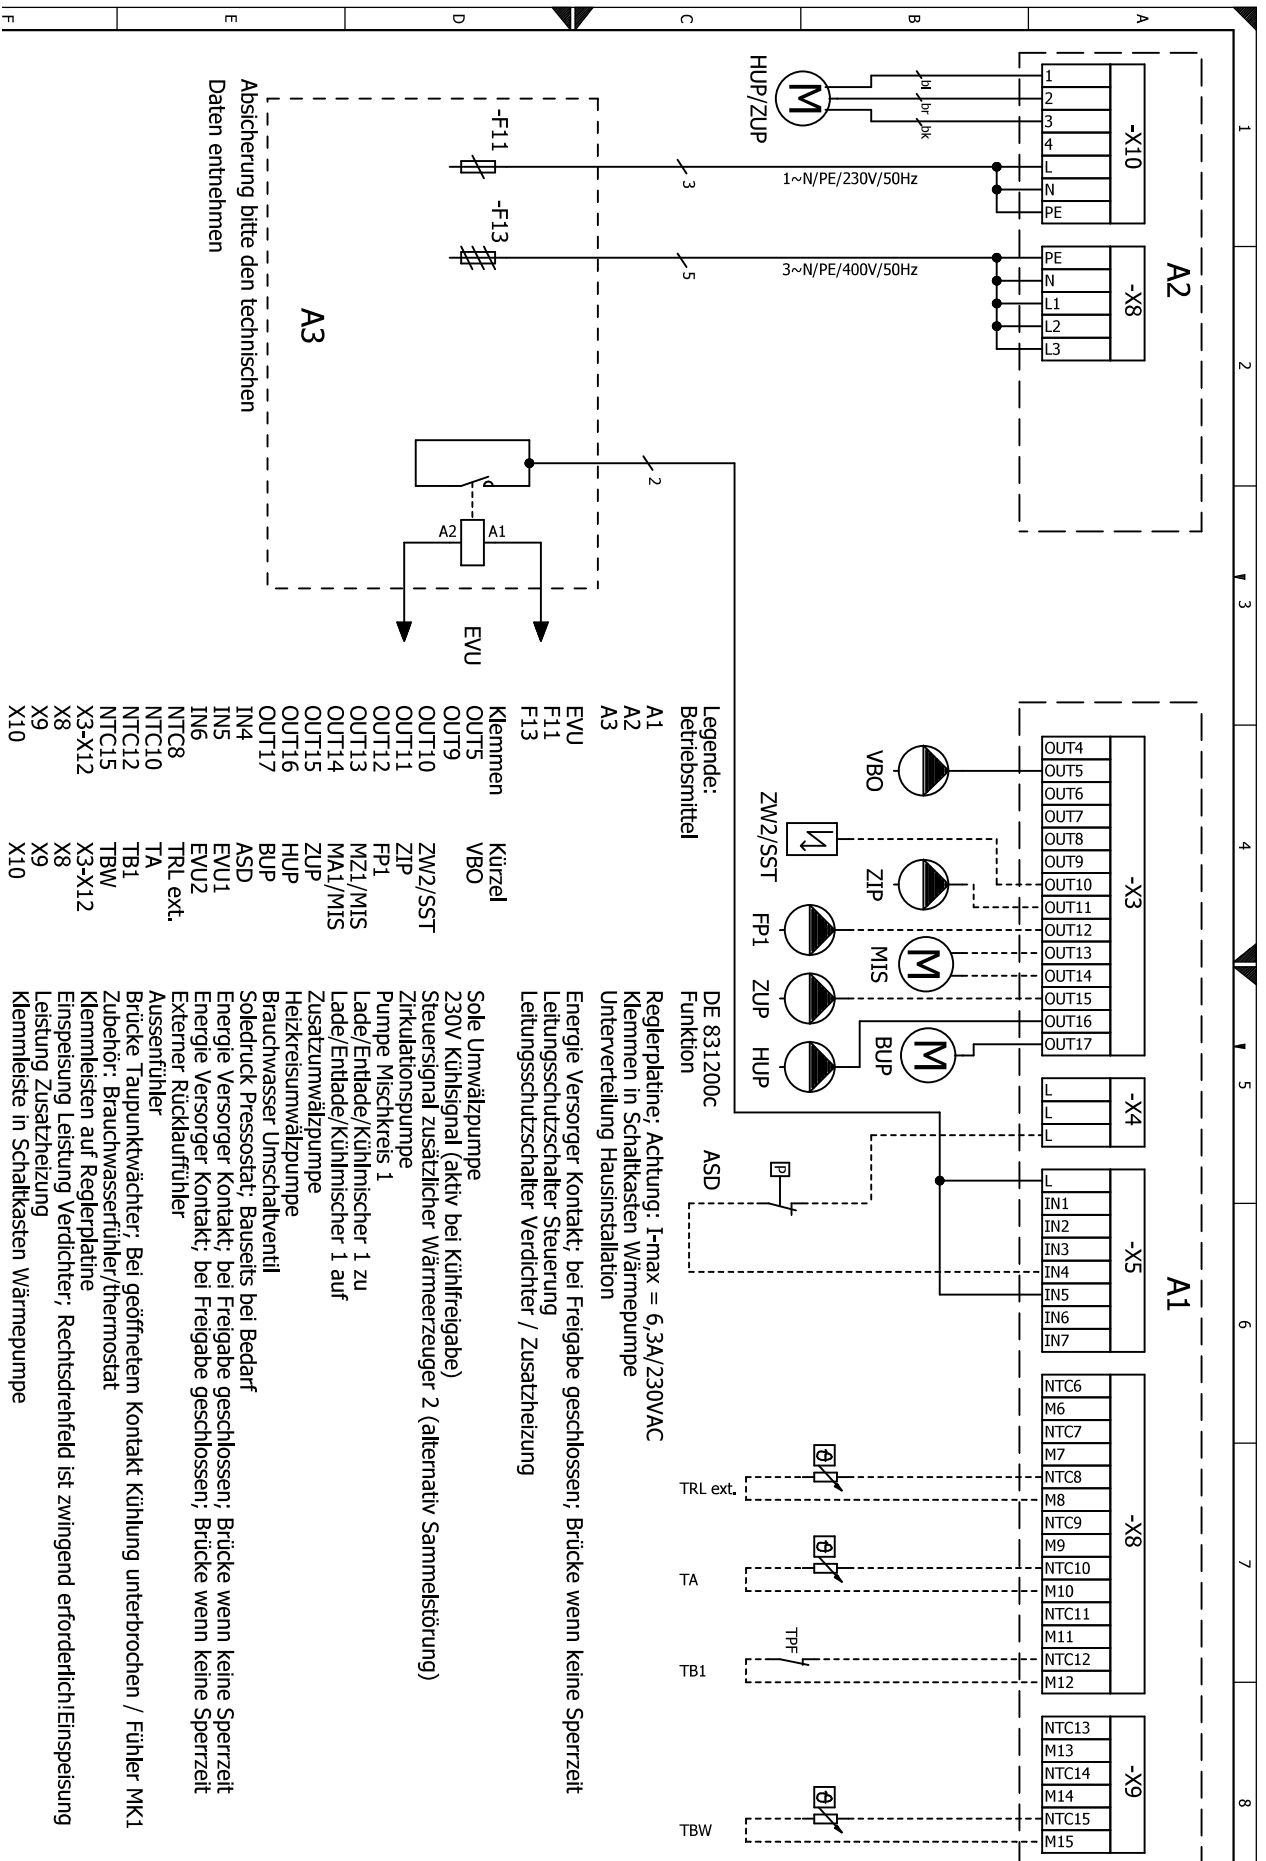 1
2
3
4
5
6
7
8
A
B
C
D
E
F
A2
-X10
1
2
3
4
L
N
PE
-X8
PE
N
L1
L2
L3
bl
br
bk
HUP/ZUP
M
1~N/PE/230V/50Hz
3~N/PE/400V/50Hz
3
5
2
-F11
-F13
A3
A2
A1
EVU
Absicherung bitte den technischen
Daten entnehmen
A1
-X3
OUT4
OUT5
OUT6
OUT7
OUT8
OUT9
OUT10
OUT11
OUT12
OUT13
OUT14
OUT15
OUT16
OUT17
-X4
L
L
L
-X5
L
IN1
IN2
IN3
IN4
IN5
IN6
IN7
-X8
NTC6
M6
NTC7
M7
NTC8
M8
NTC9
M9
NTC10
M10
NTC11
M11
NTC12
M12
-X9
NTC13
M13
NTC14
M14
NTC15
M15
VBO
ZW2/SST
ZIP
FP1
M
MIS
ZUP
HUP
M
BUP
P
ASD
ϑ
TRL ext.
ϑ
TA
TPF
TB1
ϑ
TBW
Legende: DE 831200c
Betriebsmittel Funktion
A1 Reglerplatine; Achtung: I-max = 6,3A/230VAC
A2 Klemmen in Schaltkasten Wärmepumpe
A3 Unterverteilung Hausinstallation
EVU Energie Versorger Kontakt; bei Freigabe geschlossen; Brücke wenn keine Sperrzeit
F11 Leitungsschutzschalter Steuerung
F13 Leitungsschutzschalter Verdichter / Zusatzheizung
Klemmen Kürzel
OUT5 VBO Sole Umwälzpumpe
OUT9 230V Kühlsignal (aktiv bei Kühlfreigabe)
OUT10 ZW2/SST Steuersignal zusätzlicher Wärmeerzeuger 2 (alternativ Sammelstörung)
OUT11 ZIP Zirkulationspumpe
OUT12 FP1 Pumpe Mischkreis 1
OUT13 MZ1/MIS Lade/Entlade/Kühlmischer 1 zu
OUT14 MA1/MIS Lade/Entlade/Kühlmischer 1 auf
OUT15 ZUP Zusatzumwälzpumpe
OUT16 HUP Heizkreisumwälzpumpe
OUT17 BUP Brauchwasser Umschaltventil
IN4 ASD Soledruck Pressostat; Bauseits bei Bedarf
IN5 EVU1 Energie Versorger Kontakt; bei Freigabe geschlossen; Brücke wenn keine Sperrzeit
IN6 EVU2 Energie Versorger Kontakt; bei Freigabe geschlossen; Brücke wenn keine Sperrzeit
NTC8 TRL ext. Externer Rücklauffühler
NTC10 TA Aussenfühler
NTC12 TB1 Brücke Taupunktwächter; Bei geöffnetem Kontakt Kühlung unterbrochen / Fühler MK1
NTC15 TBW Zubehör: Brauchwasserfühler/thermostat
X3-X12 X3-X12 Klemmleisten auf Reglerplatine
X8 X8 Einspeisung Leistung Verdichter; Rechtsdrehfeld ist zwingend erforderlich!Einspeisung
X9 X9 Leistung Zusatzheizung
X10 X10 Klemmleiste in Schaltkasten Wärmepumpe